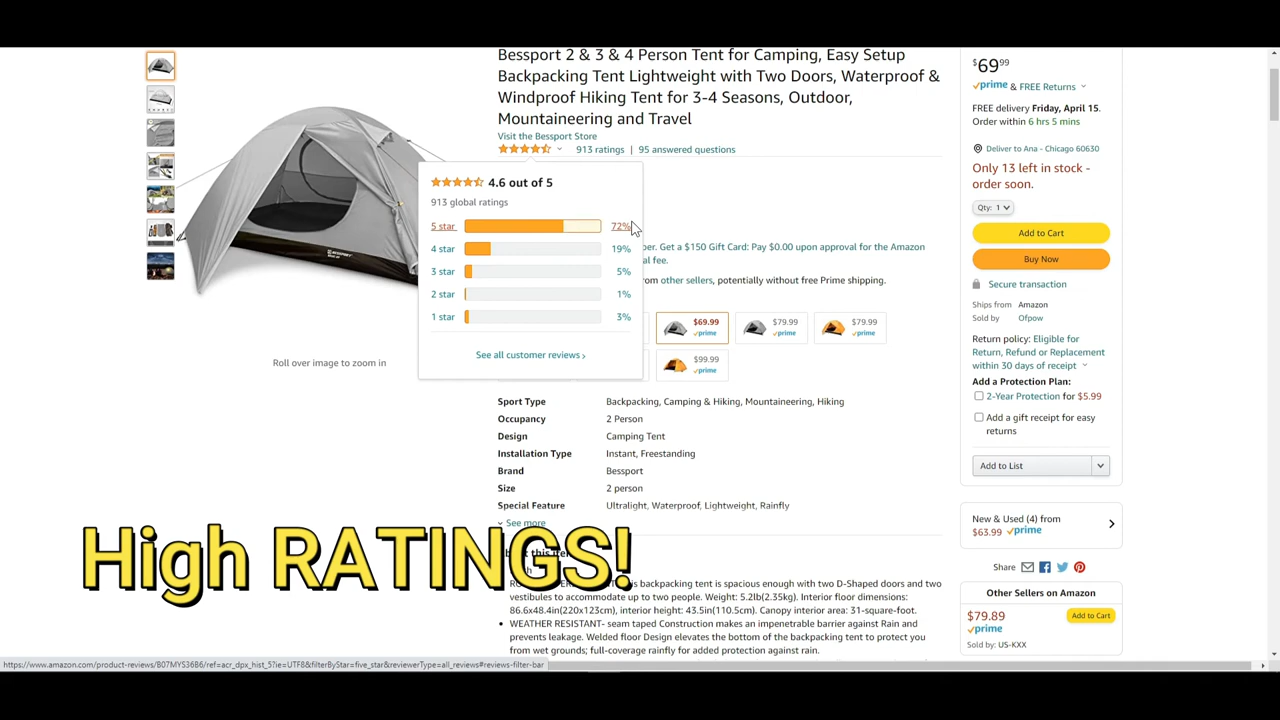 Bessport 2 & 3 & 4 Person Tent for Camping, Easy Setup
Backpacking Tent Lightweight with Two Doors, Waterproof &
Windproof Hiking Tent for 3-4 Seasons, Outdoor,
Mountaineering and Travel
Visit the Bessport Store
913 ratings | 95 answered questions
4.6 out of 5
913 global ratings
5 star 72%
4 star 19%
3 star 5%
2 star 1%
1 star 3%
See all customer reviews
Get a $150 Gift Card: Pay $0.00 upon approval for the Amazon
fee.
from other sellers, potentially without free Prime shipping.
$69.99
prime
$79.99
prime
$79.99
prime
$99.99
prime
Roll over image to zoom in
Sport Type Backpacking, Camping & Hiking, Mountaineering, Hiking
Occupancy 2 Person
Design Camping Tent
Installation Type Instant, Freestanding
Brand Bessport
Size 2 person
Special Feature Ultralight, Waterproof, Lightweight, Rainfly
See more
High RATINGS!
this
backpacking tent is spacious enough with two D-Shaped doors and two
vestibules to accommodate up to two people. Weight: 5.2lb(2.35kg). Interior floor dimensions:
86.6x48.4in(220x123cm), interior height: 43.5in(110.5cm). Canopy interior area: 31-square-foot.
• WEATHER RESISTANT- seam taped Construction makes an impenetrable barrier against Rain and
prevents leakage. Welded floor Design elevates the bottom of the backpacking tent to protect you
from wet grounds; full-coverage rainfly for added protection against rain.
$69.99
prime & FREE Returns
FREE delivery Friday, April 15.
Order within 6 hrs 5 mins
Deliver to Ana - Chicago 60630
Only 13 left in stock -
order soon.
Qty: 1
Add to Cart
Buy Now
Secure transaction
Ships from Amazon
Sold by Ofpow
Return policy: Eligible for
Return, Refund or Replacement
within 30 days of receipt
Add a Protection Plan:
2-Year Protection for $5.99
Add a gift receipt for easy
returns
Add to List
New & Used (4) from
$63.99 prime
Share
Other Sellers on Amazon
$79.89 Add to Cart
prime
Sold by: US-KXX
https://www.amazon.com/product-reviews/B07MYS36B6/ref=acr_dpx_hist_5?ie=UTF8&filterByStar=five_star&reviewerType=all_reviews#reviews-filter-bar